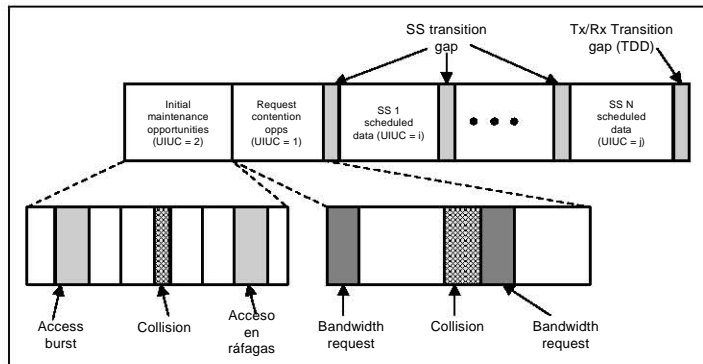 SS transition
gap
Tx/Rx Transition
gap (TDD)
Initial
maintenance
opportunities
(UIUC = 2)
Request
contention
opps
(UIUC = 1)
SS 1
scheduled
data (UIUC = i)
SS N
scheduled
data
(UIUC = j)
Access
burst
Collision
Acceso
en
ráfagas
Bandwidth
request
Collision
Bandwidth
request